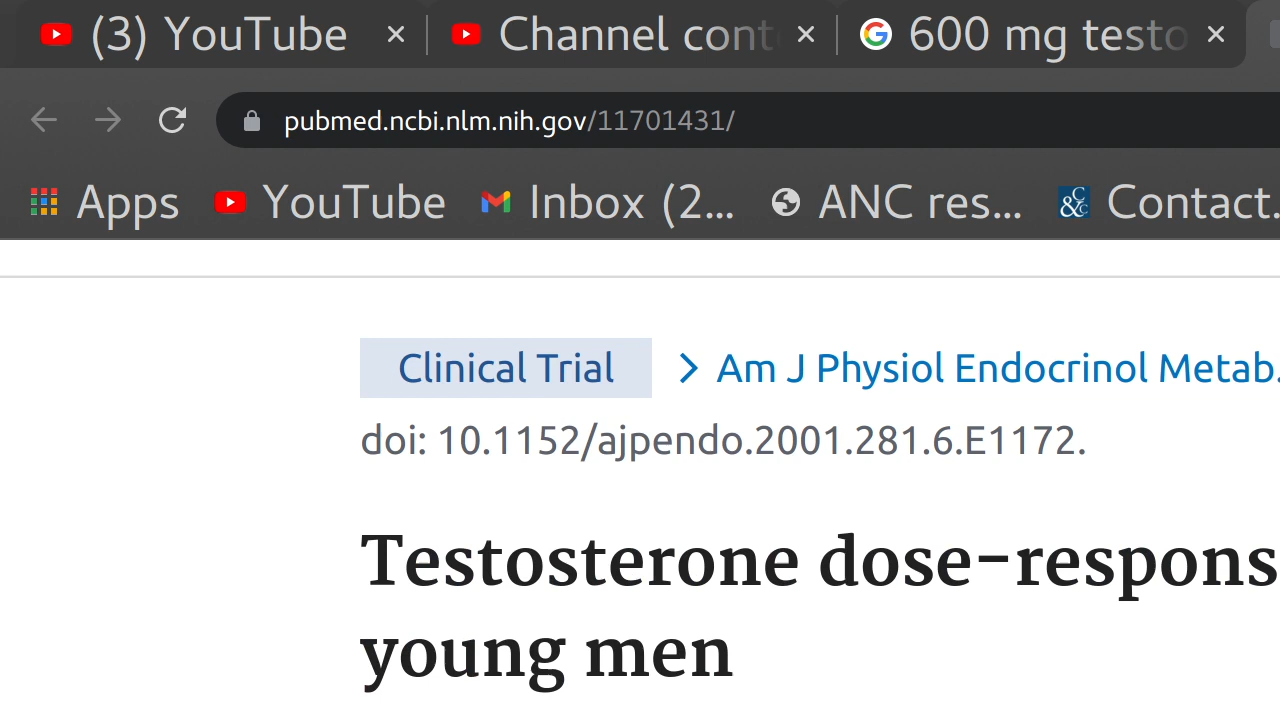 (3) YouTube
Channel cont
600 mg testo
pubmed.ncbi.nlm.nih.gov/11701431/
Apps
YouTube
Inbox (2...
ANC res...
Contact.
Clinical Trial
Am J Physiol Endocrinol Metab.
doi: 10.1152/ajpendo.2001.281.6.E1172.
Testosterone dose-respons
young men